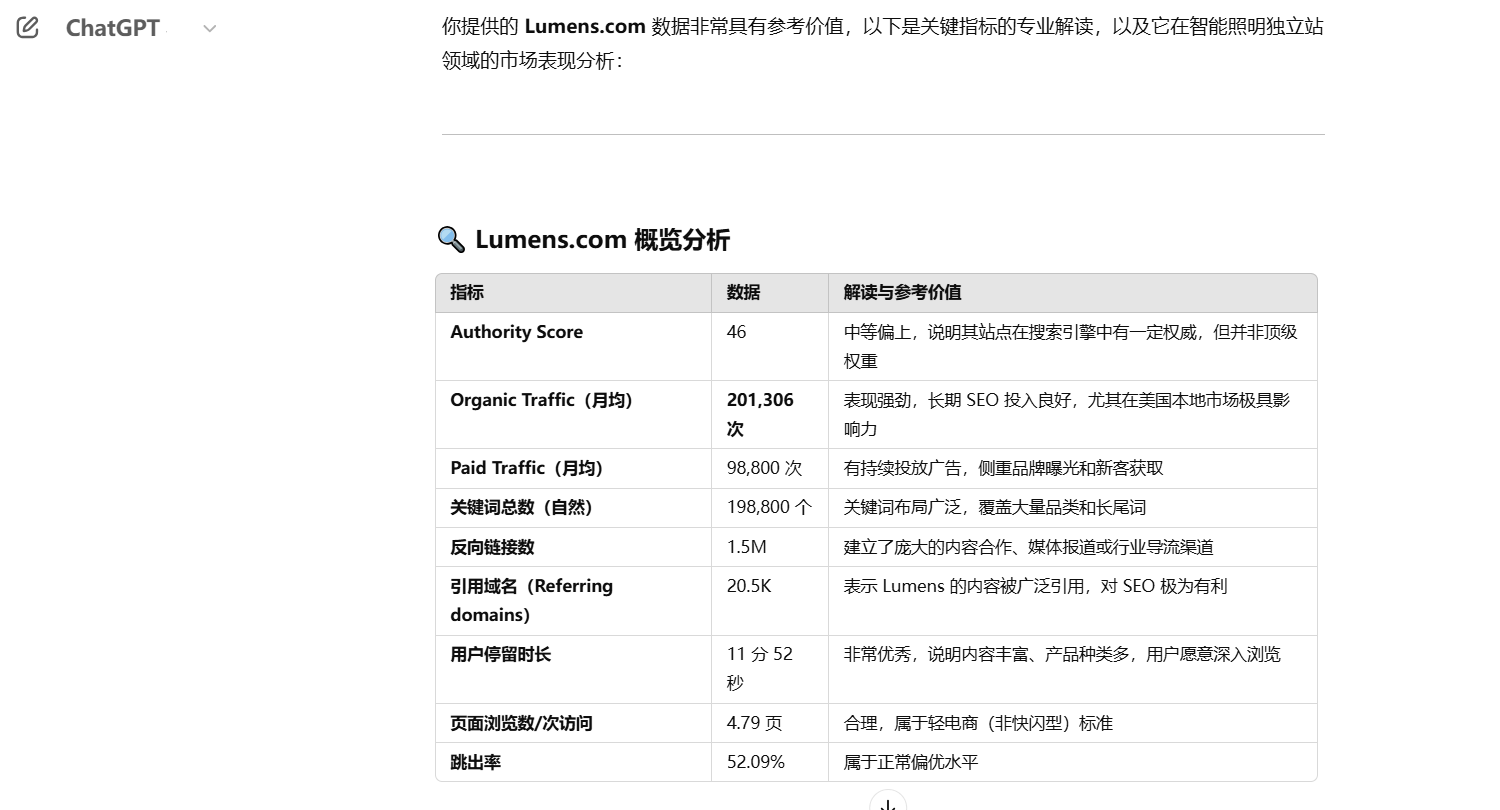 ChatGPT
你提供的 Lumens.com 数据非常具有参考价值，以下是关键指标的专业解读，以及它在智能照明独立站
领域的市场表现分析：
🔍 Lumens.com 概览分析
指标 数据 解读与参考价值
Authority Score 46 中等偏上，说明其站点在搜索引擎中有一定权威，但并非顶级
权重
Organic Traffic（月均） 201,306 表现强劲，长期 SEO 投入良好，尤其在美国本地市场极具影
次 响力
Paid Traffic（月均） 98,800 次 有持续投放广告，侧重品牌曝光和新客获取
关键词总数（自然） 198,800 个 关键词布局广泛，覆盖大量品类和长尾词
反向链接数 1.5M 建立了庞大的内容合作、媒体报道或行业导流渠道
引用域名（Referring 20.5K 表示 Lumens 的内容被广泛引用，对 SEO 极为有利
domains）
用户停留时长 11 分 52 非常优秀，说明内容丰富、产品种类多，用户愿意深入浏览
秒
页面浏览数/次访问 4.79 页 合理，属于轻电商（非快闪型）标准
跳出率 52.09% 属于正常偏优水平